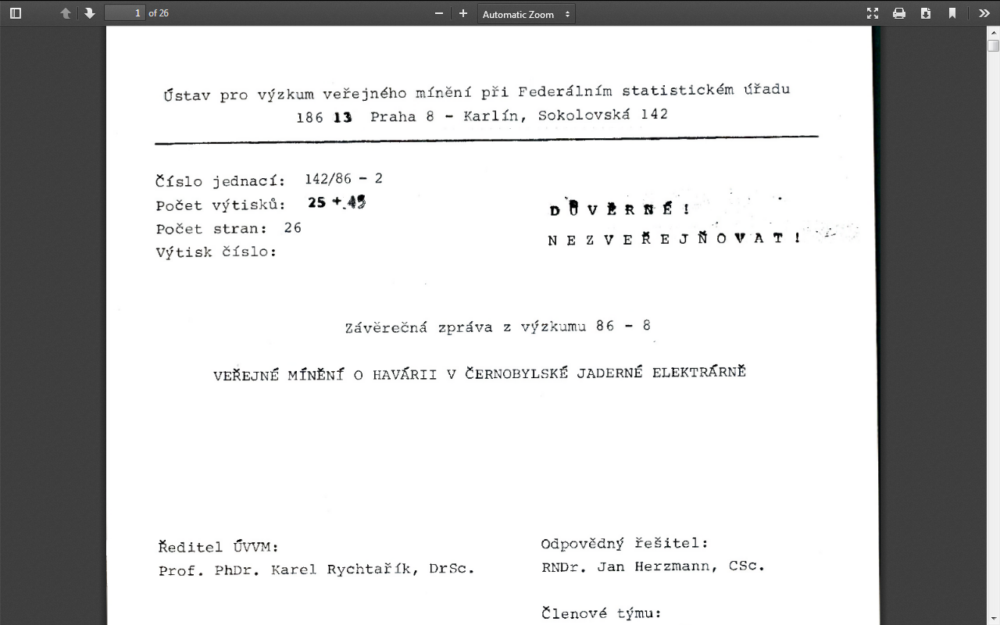 1 of 26
Automatic Zoom
Ústav pro výzkum veřejného mínění při Federálním statistickém úřadu
186 13 Praha 8 - Karlín, Sokolovská 142
Číslo jednací: 142/86 - 2
Počet výtisků: 25 +
Počet stran: 26
Výtisk číslo:
DŮVĚRNÉ!
NEZVEŘEJŇOVAT!
Závěrečná zpráva z výzkumu 86 - 8
VEŘEJNÉ MÍNĚNÍ O HAVÁRII V ČERNOBYLSKÉ JADERNÉ ELEKTRÁRNĚ
Ředitel ÚVVM:
Prof. PhDr. Karel Rychtařík, DrSc.
Odpovědný řešitel:
RNDr. Jan Herzmann, CSc.
Členové týmu: